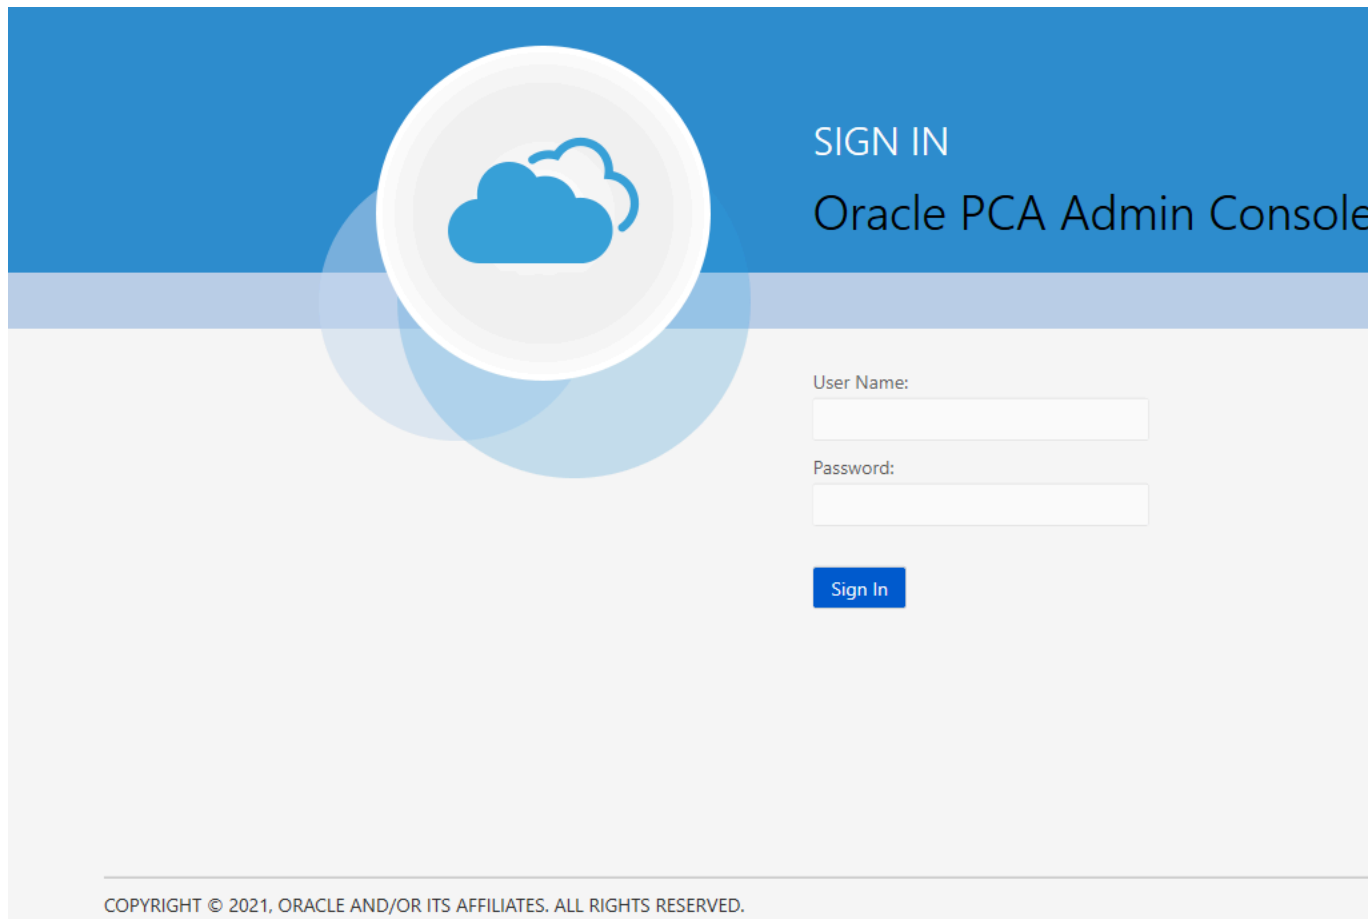 SIGN IN
Oracle PCA Admin Console
User Name:
Password:
Sign In
COPYRIGHT © 2021, ORACLE AND/OR ITS AFFILIATES. ALL RIGHTS RESERVED.